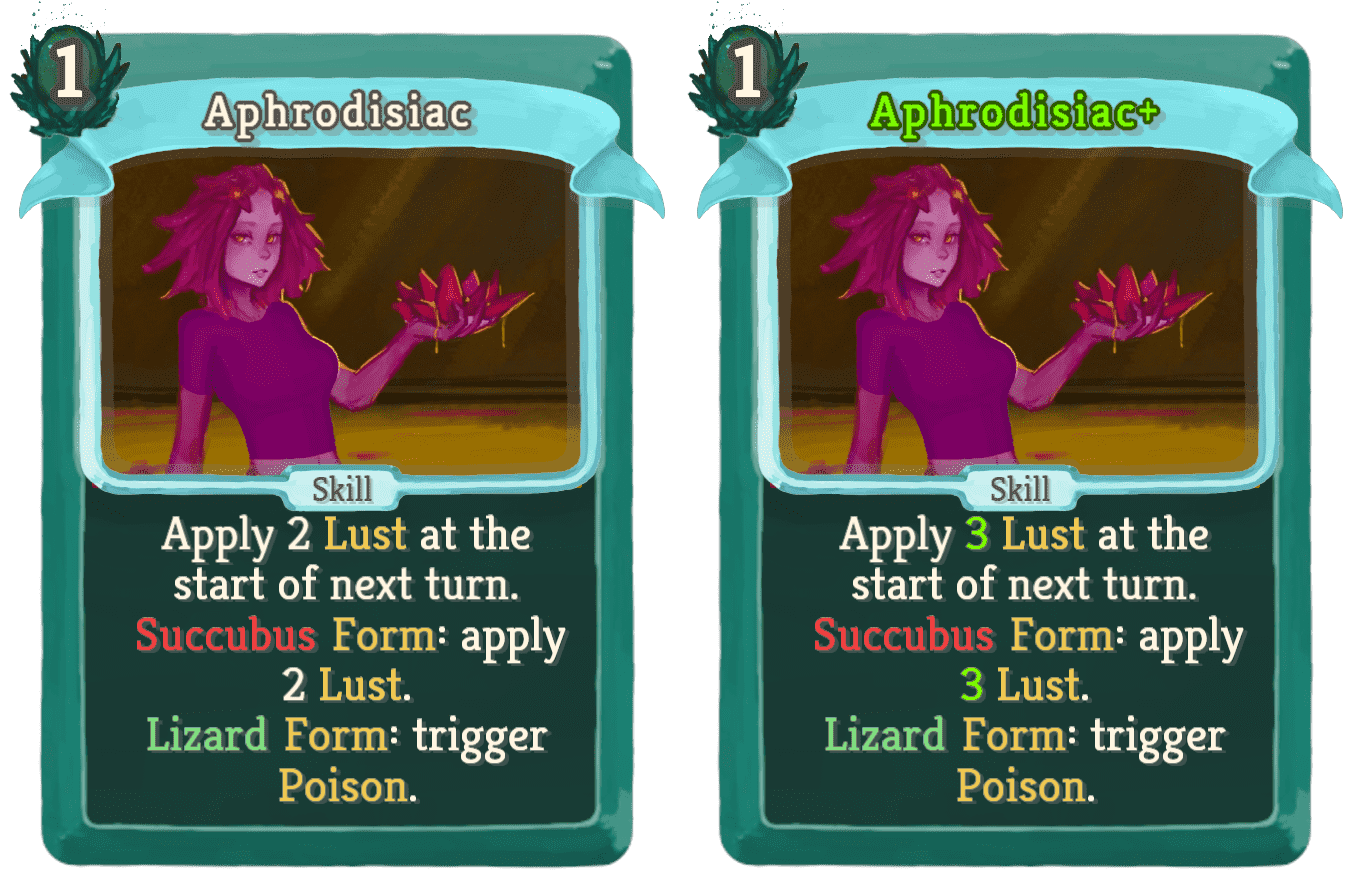 1
Aphrodisiac
Skill
Apply 2 Lust at the
start of next turn.
Succubus Form: apply
2 Lust.
Lizard Form: trigger
Poison.
1
Aphrodisiac+
Skill
Apply 3 Lust at the
start of next turn.
Succubus Form: apply
3 Lust.
Lizard Form: trigger
Poison.